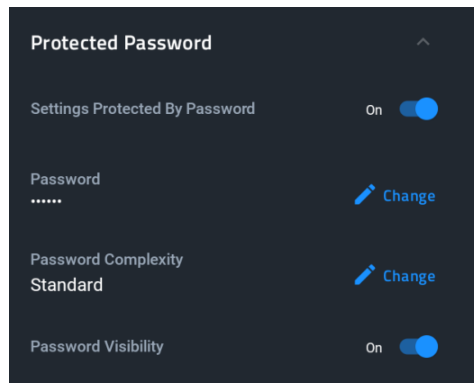 Protected Password
Settings Protected By Password On
Password
••••••
Change
Password Complexity
Standard
Change
Password Visibility On